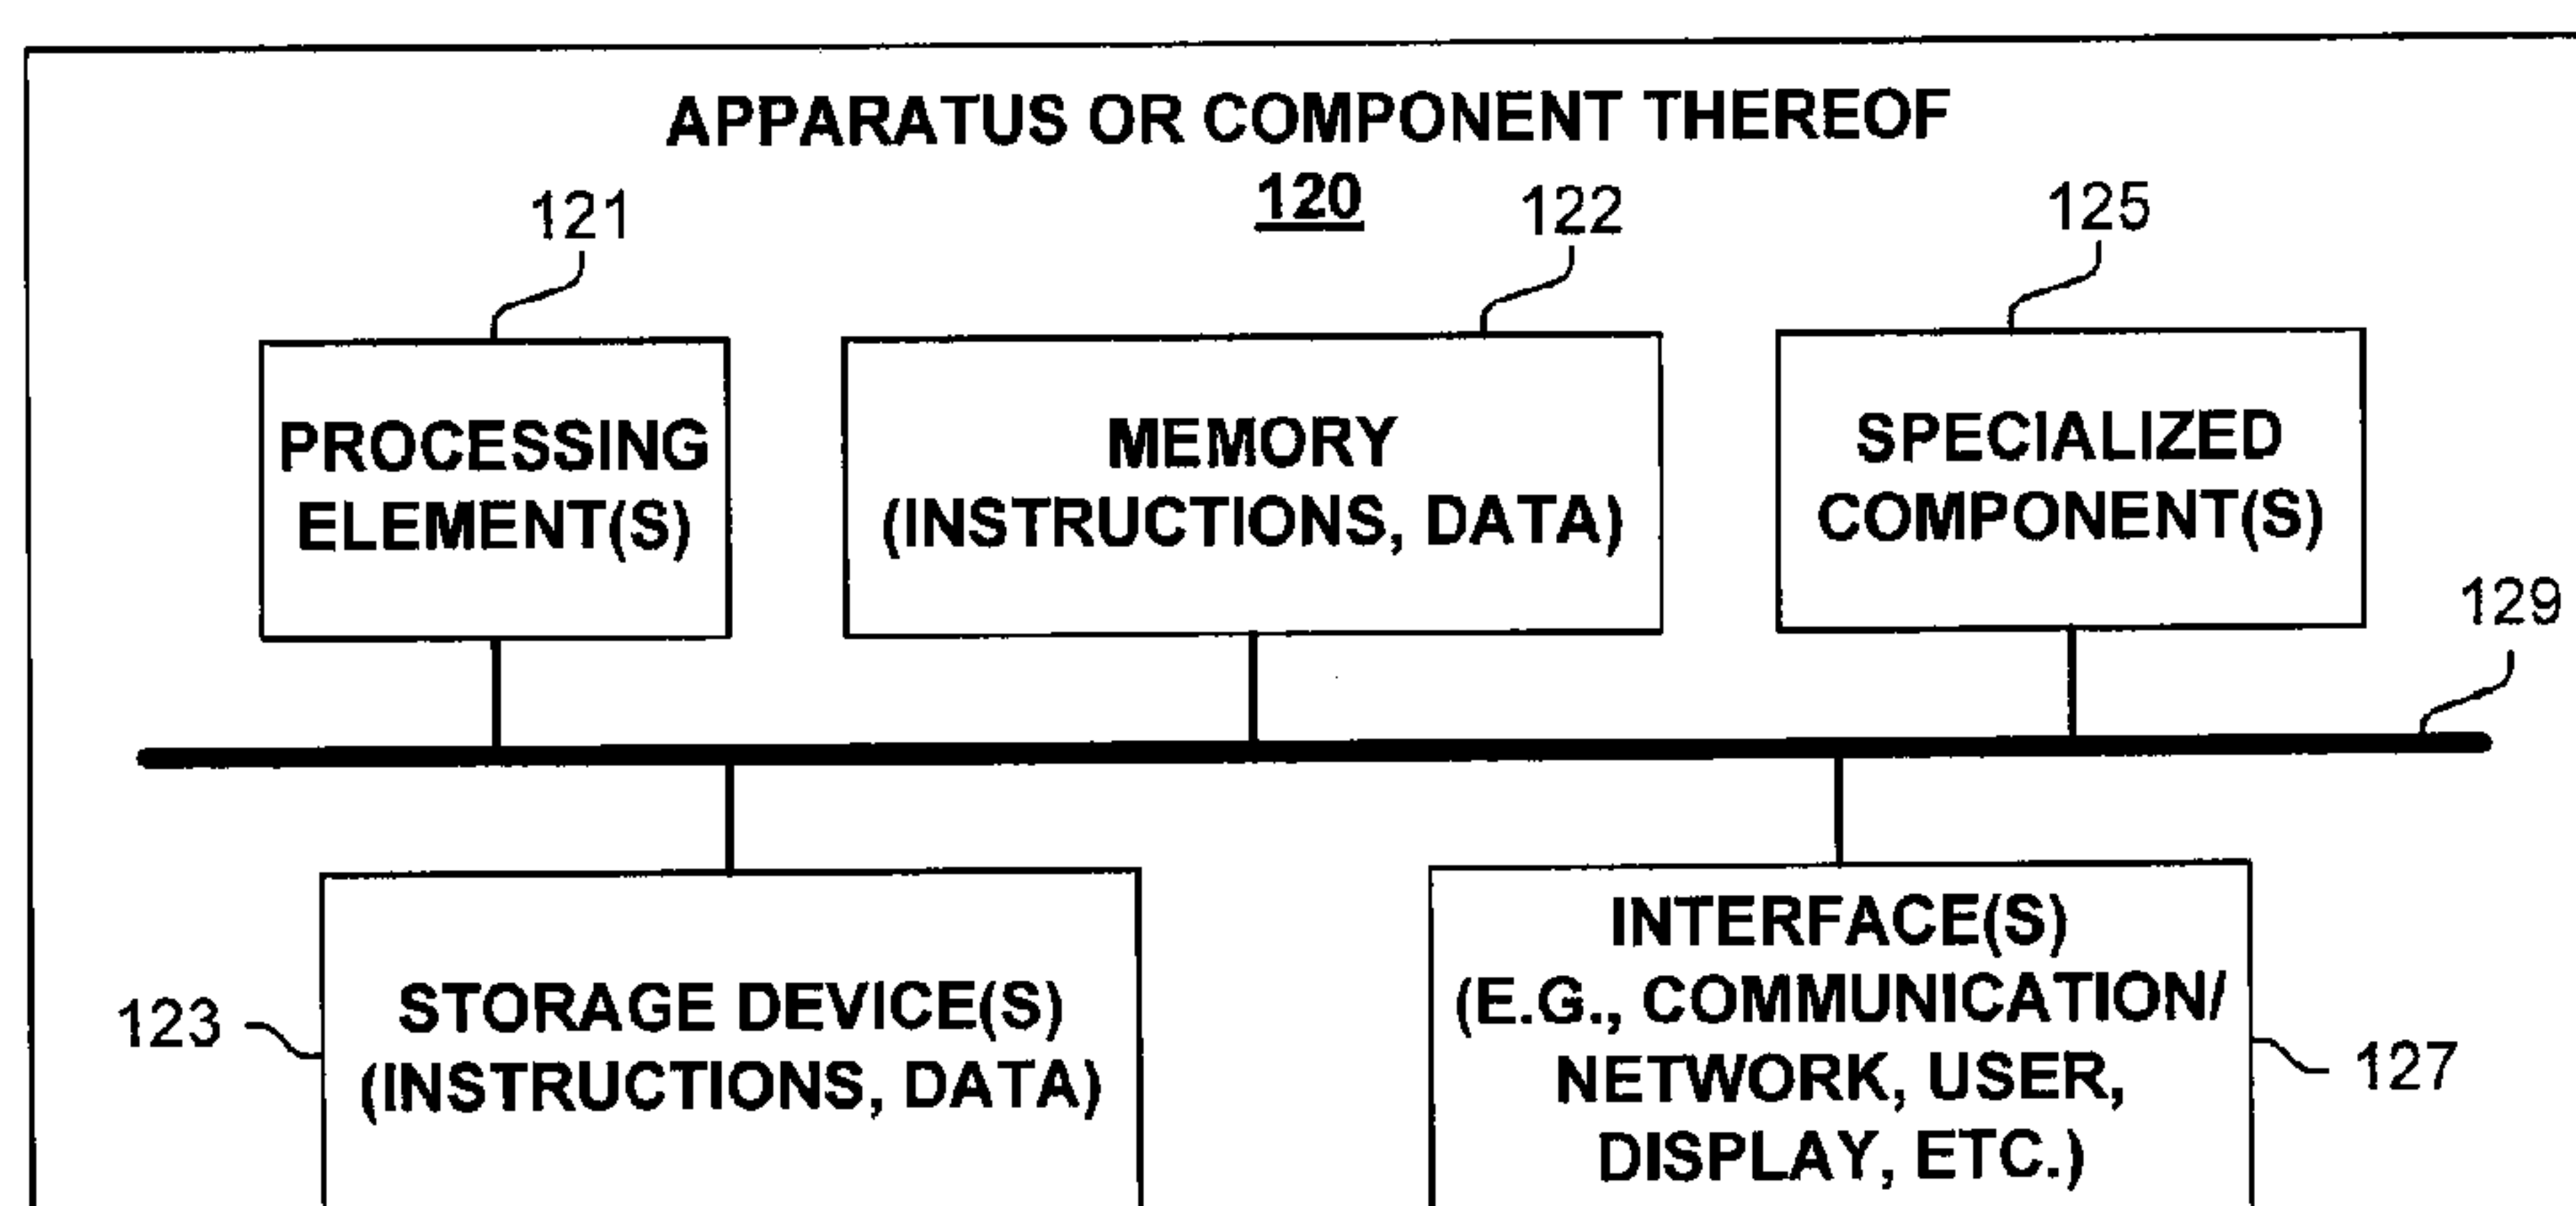 APPARATUS OR COMPONENT THEREOF
120
121
122
125
PROCESSING
ELEMENT(S)
MEMORY
(INSTRUCTIONS, DATA)
SPECIALIZED
COMPONENT(S)
129
123
STORAGE DEVICE(S)
(INSTRUCTIONS, DATA)
INTERFACE(S)
(E.G., COMMUNICATION/
NETWORK, USER,
DISPLAY, ETC.)
127